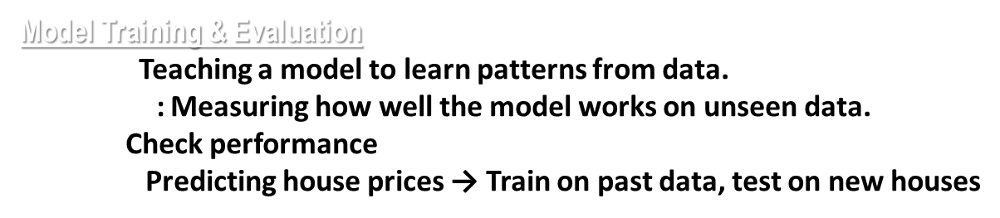 Model Training & Evaluation
Teaching a model to learn patterns from data.
: Measuring how well the model works on unseen data.
Check performance
Predicting house prices → Train on past data, test on new houses